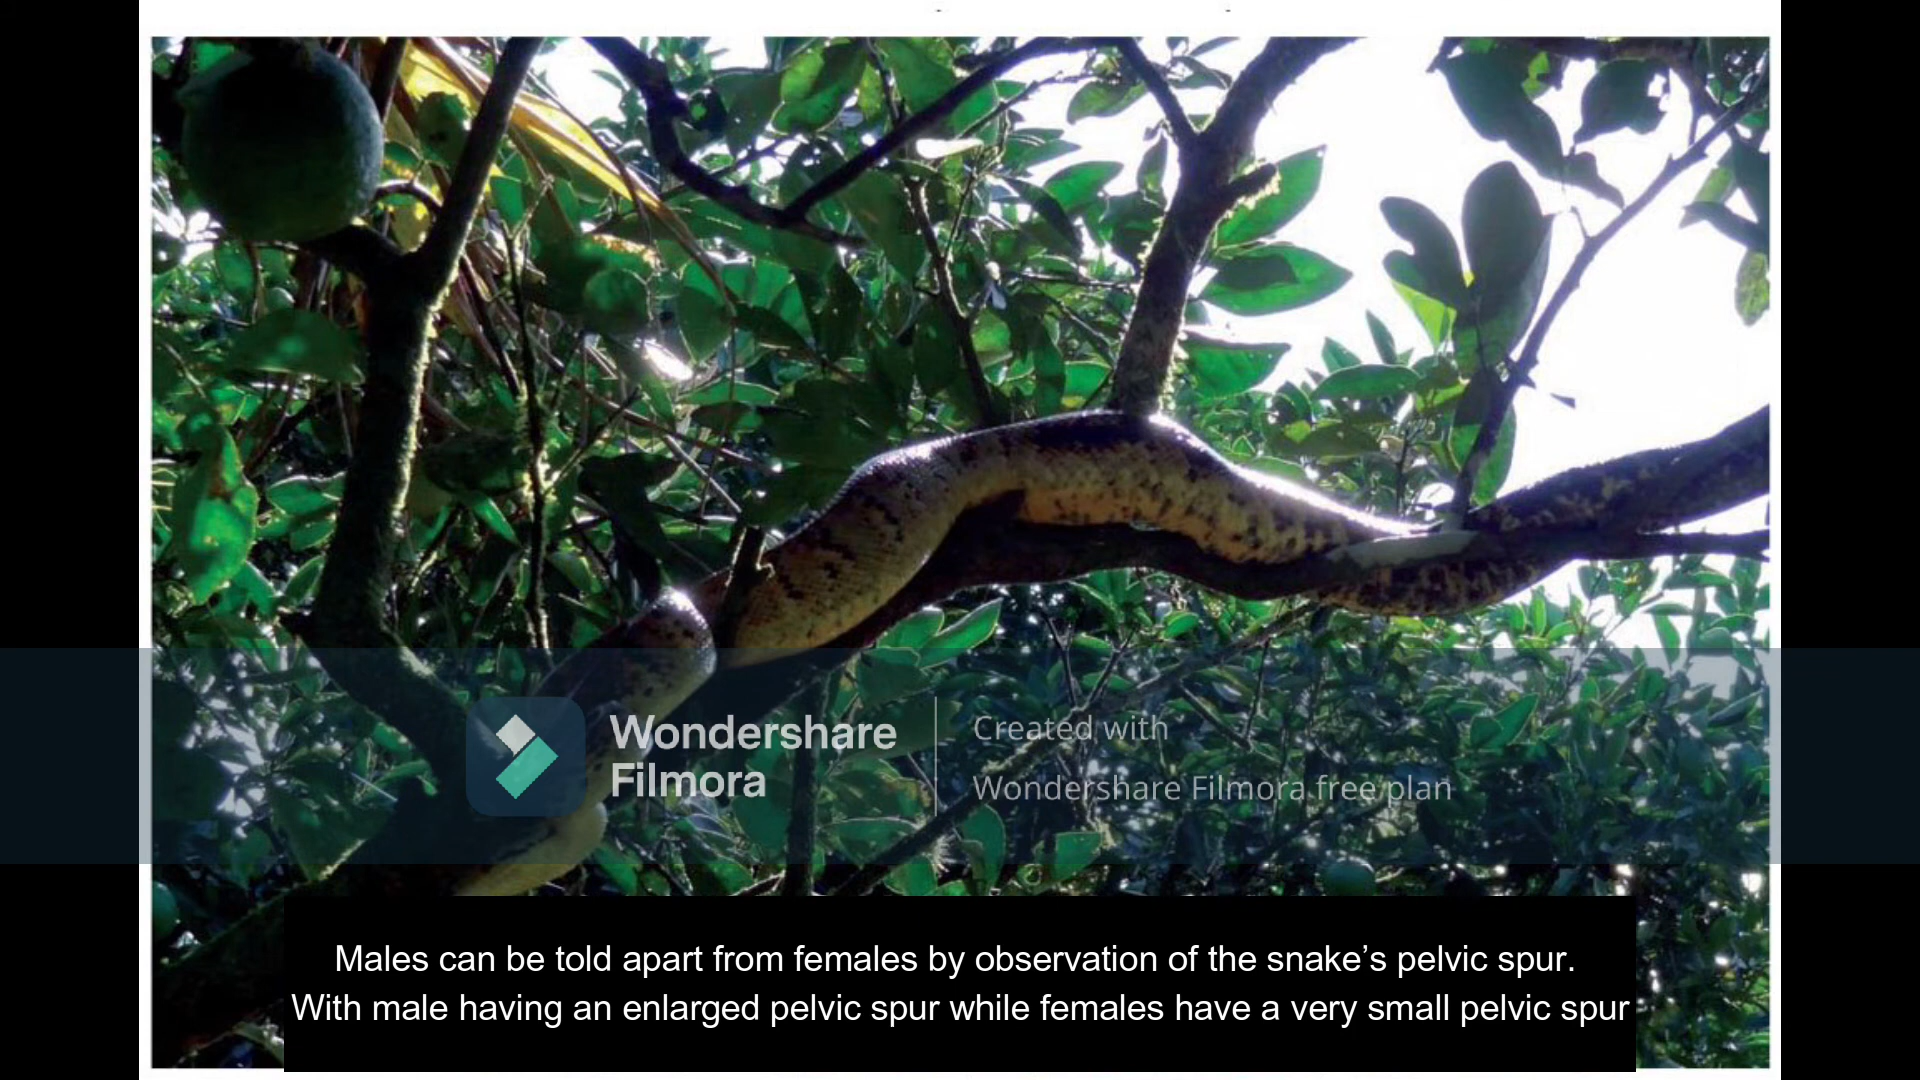 Wondershare
Filmora
Created with
Wondershare Filmora free plan
Males can be told apart from females by observation of the snake’s pelvic spur.
With male having an enlarged pelvic spur while females have a very small pelvic spur